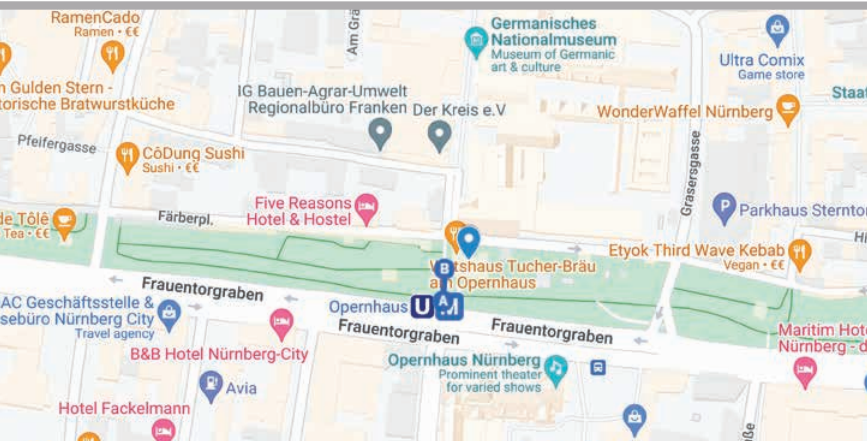 RamenCado
Ramen • €€
Am Grä
Germanisches
Nationalmuseum
Museum of Germanic
art & culture
Ultra Comix
Game store
n Gulden Stern -
torische Bratwurstküche
IG Bauen-Agrar-Umwelt
Regionalbüro Franken
Der Kreis e.V
Staat
WonderWaffel Nürnberg
Pfeifergasse
CôDung Sushi
Sushi • €€
Grasersgasse
Five Reasons
Hotel & Hostel
P
Parkhaus Sterntor
de Tôlê
Tea • €€
Färberpl.
Etyok Third Wave Kebab
Vegan • €€
B
Wirtshaus Tucher-Bräu
am Opernhaus
Frauentorgraben
AC Geschäftsstelle &
sebüro Nürnberg City
Travel agency
Opernhaus
U
A
Frauentorgraben
Frauentorgraben
B&B Hotel Nürnberg-City
Maritim Hot
Nürnberg - d
Opernhaus Nürnberg
Prominent theater
for varied shows
Avia
Hotel Fackelmann
aße